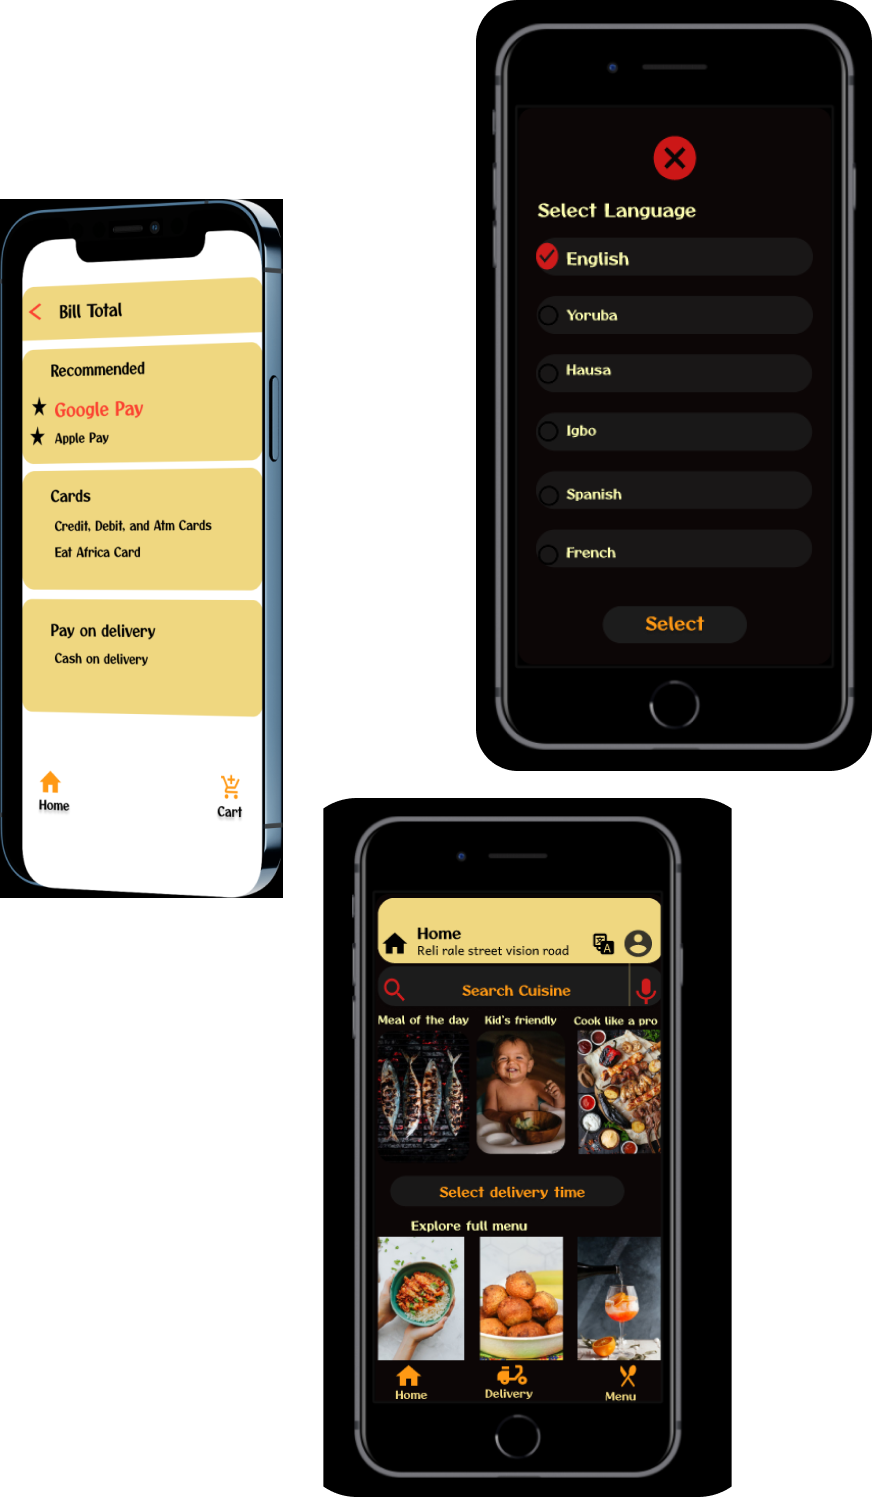 Bill Total
Recommended
Google Pay
Apple Pay
Cards
Credit, Debit, and Atm Cards
Eat Africa Card
Pay on delivery
Cash on delivery
Home
Cart
Select Language
English
Yoruba
Hausa
Igbo
Spanish
French
Select
Home
Reli rale street vision road
Search Cuisine
Meal of the day
Kid's friendly
Cook like a pro
Select delivery time
Explore full menu
Home
Delivery
Menu